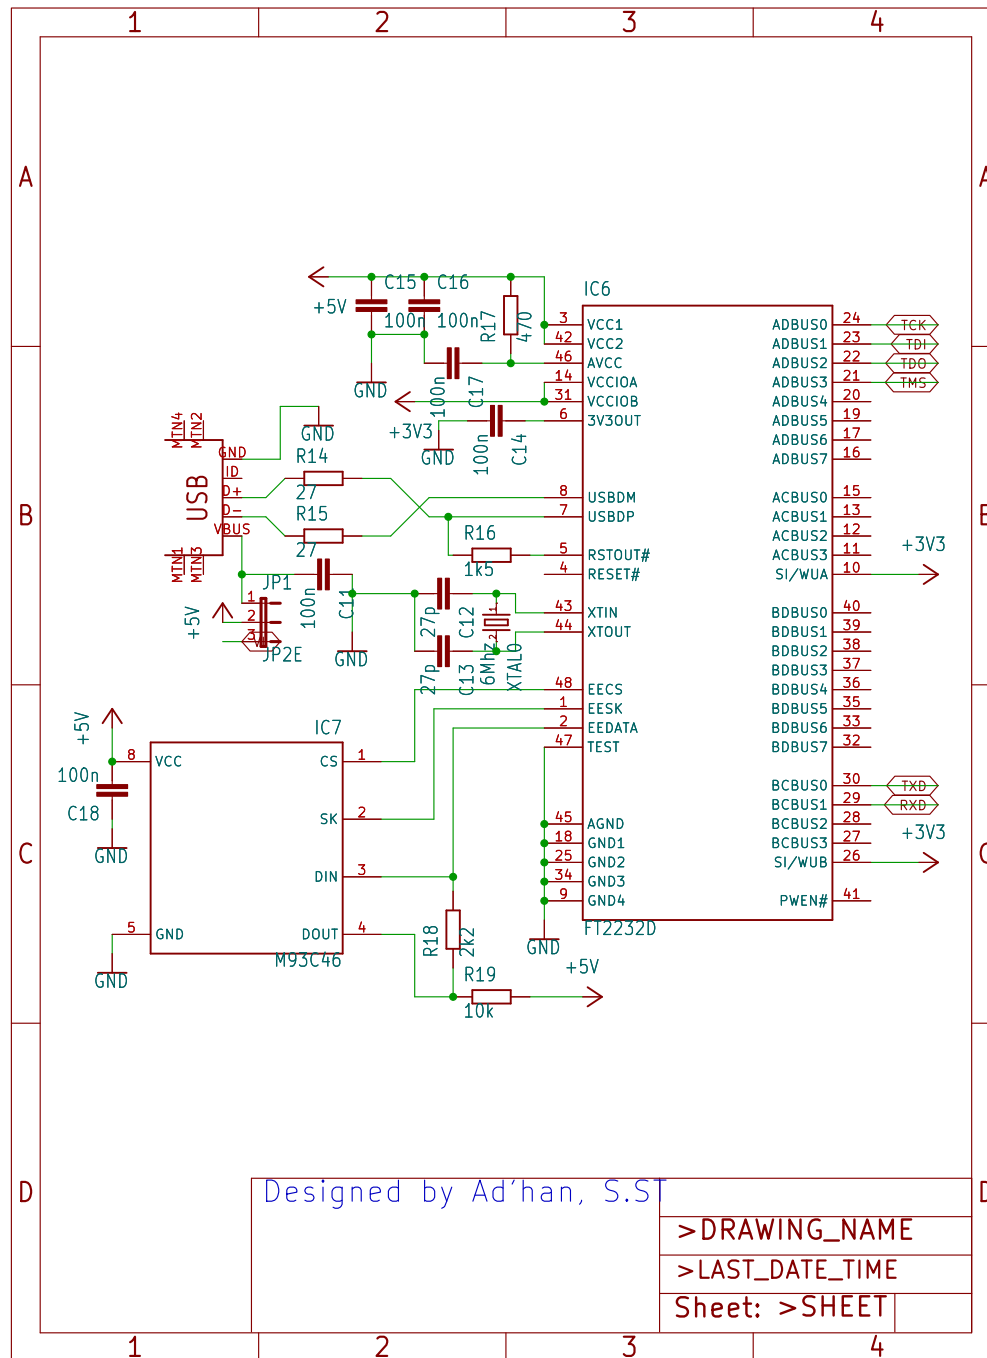 1 2 3 4
A A
B B
C C
D D
IC6
C15 C16
+5V
100n 100n
R17
470
GND
C17
100n
+3V3
C14
100n
GND
3 VCC1
42 VCC2
46 AVCC
14 VCCIOA
31 VCCIOB
6 3V3OUT
8 USBDM
7 USBDP
5 RSTOUT#
4 RESET#
43 XTIN
44 XTOUT
48 EECS
1 EESK
2 EEDATA
47 TEST
45 AGND
18 GND1
25 GND2
34 GND3
9 GND4
ADBUS0 24 TCK
ADBUS1 23 TDI
ADBUS2 22 TDO
ADBUS3 21 TMS
ADBUS4 20
ADBUS5 19
ADBUS6 17
ADBUS7 16
ACBUS0 15
ACBUS1 13
ACBUS2 12
ACBUS3 11
SI/WUA 10
+3V3
BDBUS0 40
BDBUS1 39
BDBUS2 38
BDBUS3 37
BDBUS4 36
BDBUS5 35
BDBUS6 33
BDBUS7 32
BCBUS0 30 TXD
BCBUS1 29 RXD
BCBUS2 28
BCBUS3 27
SI/WUB 26
+3V3
PWEN# 41
FT2232D
GND
MTN4
MTN2
USB
GND
ID
D+
D-
VBUS
MTN1
MTN3
GND
R14
27
R15
27
R16
1k5
JP1
1
2
3
JP2E
+5V
100n
C11
GND
27p
C12
27p
C13
1
2
6Mhz
XTAL0
+5V
100n
C18
GND
IC7
8 VCC
5 GND
CS 1
SK 2
DIN 3
DOUT 4
M93C46
GND
R18
2k2
R19
10k
+5V
Designed by Ad'han, S.ST
>DRAWING_NAME
>LAST_DATE_TIME
Sheet: >SHEET
1 2 3 4